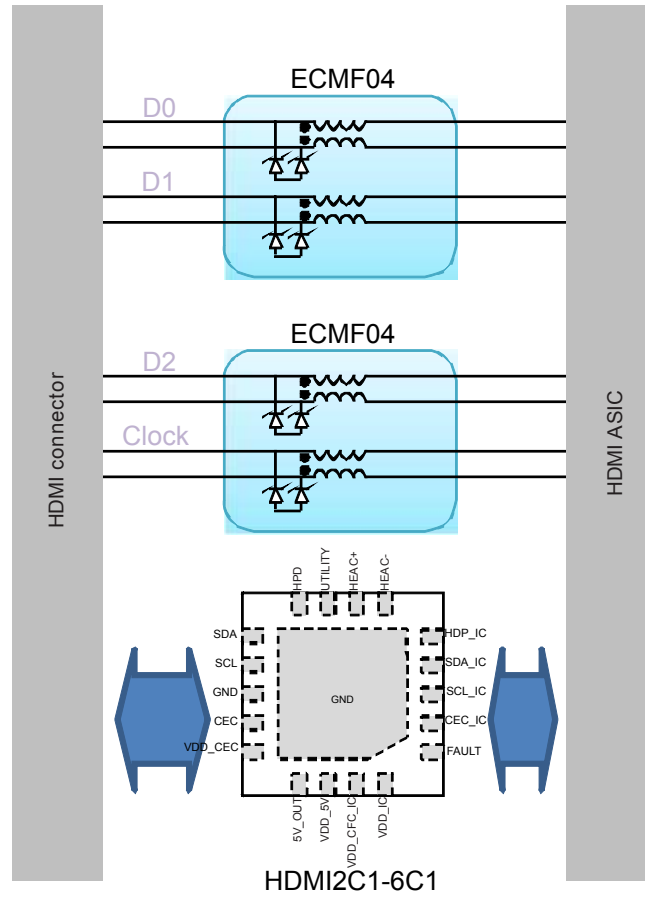 ECMF04
D0
D1
ECMF04
D2
Clock
HDMI connector
HDMI ASIC
HPD
UTILITY
HEAC+
HEAC-
SDA
SCL
GND
CEC
VDD_CEC
GND
HDP_IC
SDA_IC
SCL_IC
CEC_IC
FAULT
5V_OUT
VDD_5V
VDD_CFC_IC
VDD_IC
HDMI2C1-6C1